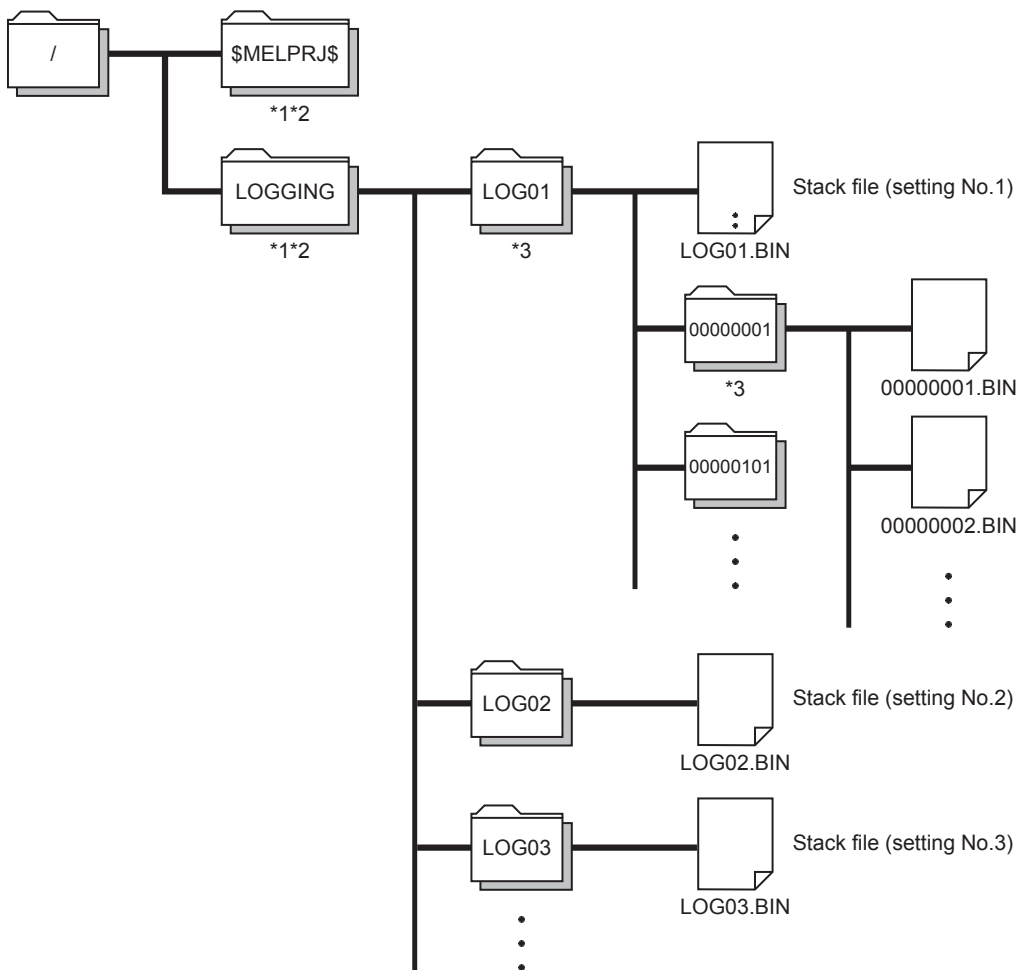 /
$MELPRJ$
*1*2
LOGGING
*1*2
LOG01
*3
LOG01.BIN
Stack file (setting No.1)
00000001
*3
00000001.BIN
00000101
00000002.BIN
LOG02
LOG02.BIN
Stack file (setting No.2)
LOG03
LOG03.BIN
Stack file (setting No.3)